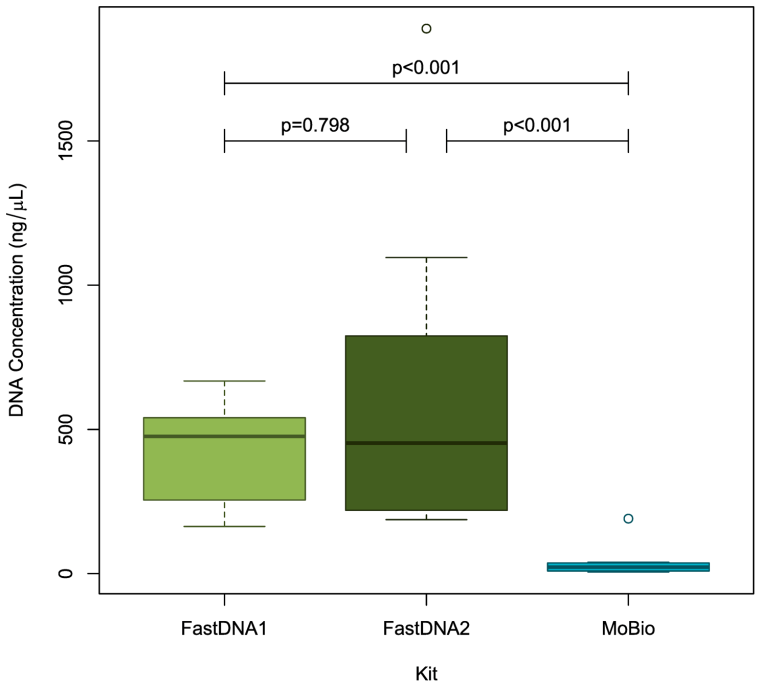 p<0.001
p=0.798
p<0.001
1500
1000
500
0
DNA Concentration (ng/μL)
FastDNA1
FastDNA2
MoBio
Kit